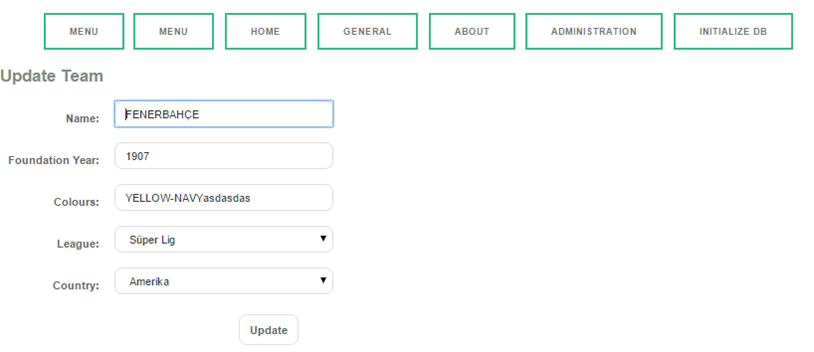 MENU MENU HOME GENERAL ABOUT ADMINISTRATION INITIALIZE DB
Update Team
Name: FENERBAHÇE
Foundation Year: 1907
Colours: YELLOW-NAVYasdasdas
League: Süper Lig
Country: Amerika
Update